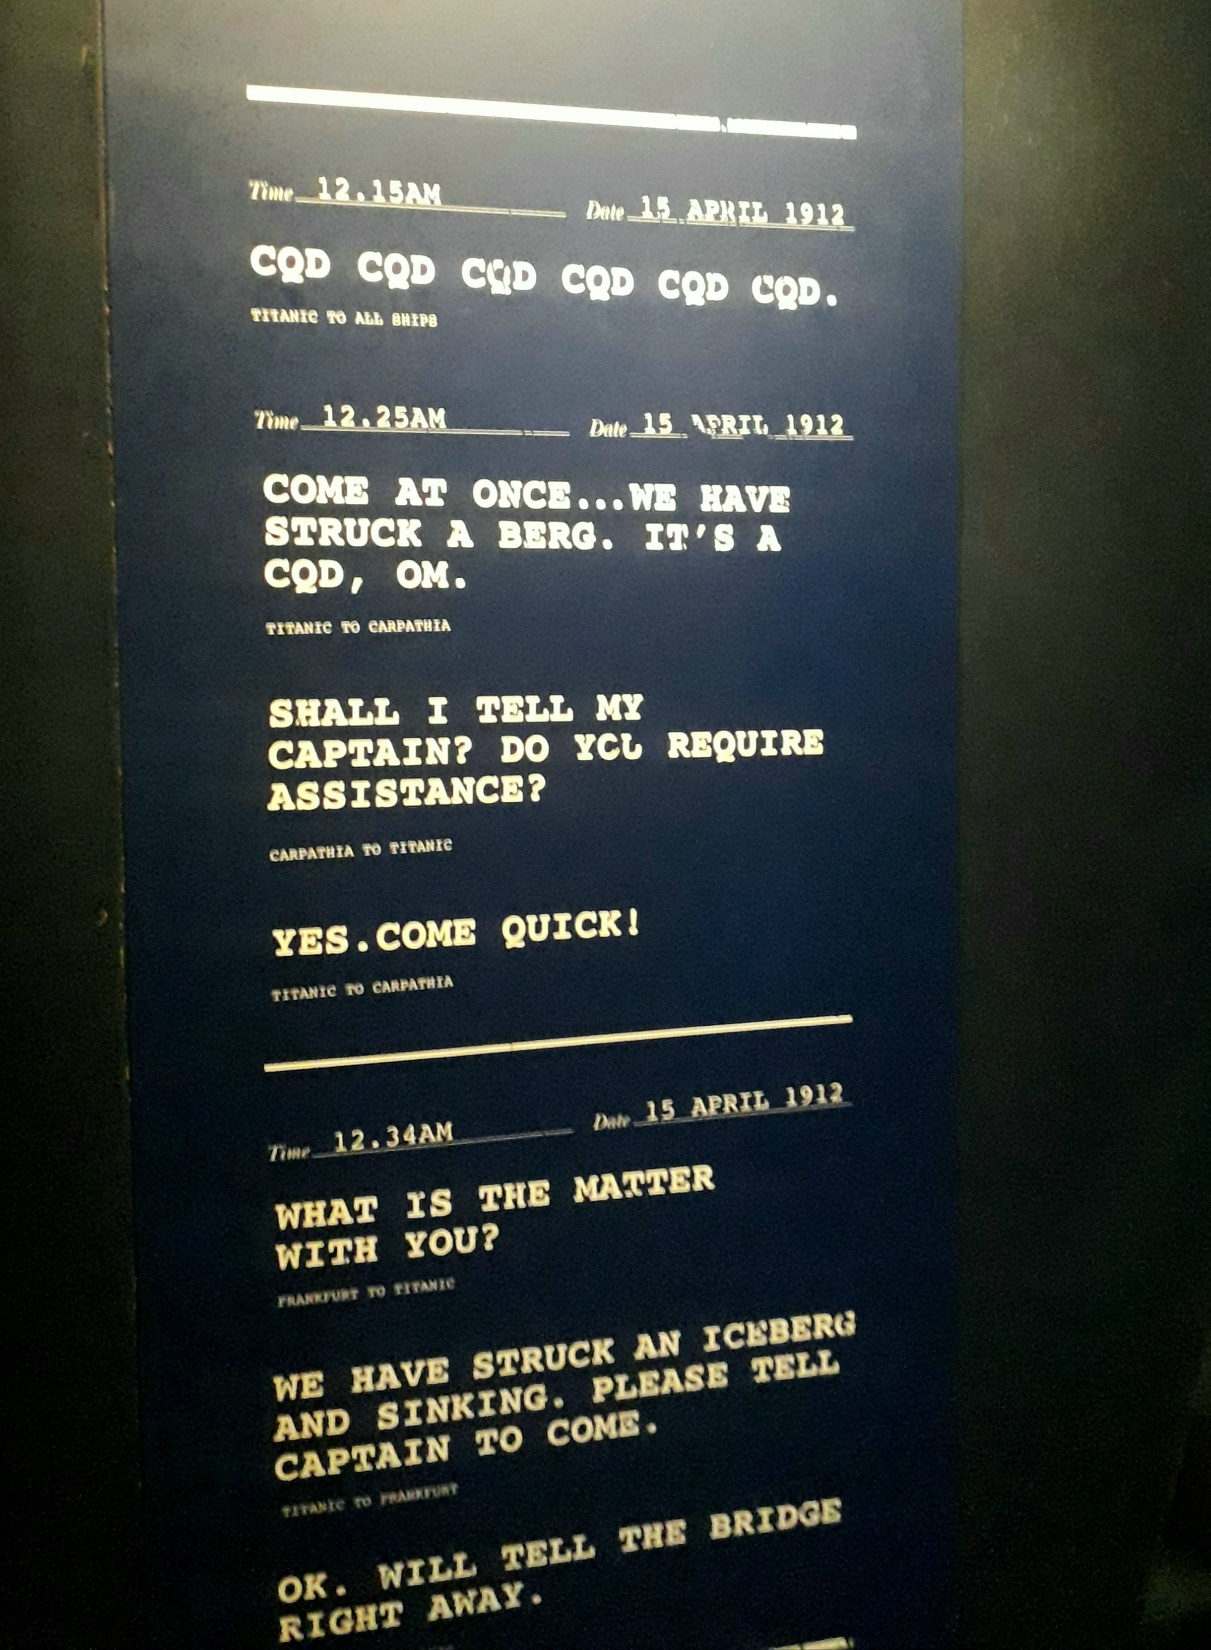 Time 12.15AM Date 15 APRIL 1912
CQD CQD CQD CQD CQD CQD.
TITANIC TO ALL SHIPS
Time 12.25AM Date 15 APRIL 1912
COME AT ONCE...WE HAVE
STRUCK A BERG. IT'S A
CQD, OM.
TITANIC TO CARPATHIA
SHALL I TELL MY
CAPTAIN? DO YOU REQUIRE
ASSISTANCE?
CARPATHIA TO TITANIC
YES.COME QUICK!
TITANIC TO CARPATHIA
Time 12.34AM Date 15 APRIL 1912
WHAT IS THE MATTER
WITH YOU?
FRANKFURT TO TITANIC
WE HAVE STRUCK AN ICEBERG
AND SINKING. PLEASE TELL
CAPTAIN TO COME.
TITANIC TO FRANKFURT
OK. WILL TELL THE BRIDGE
RIGHT AWAY.